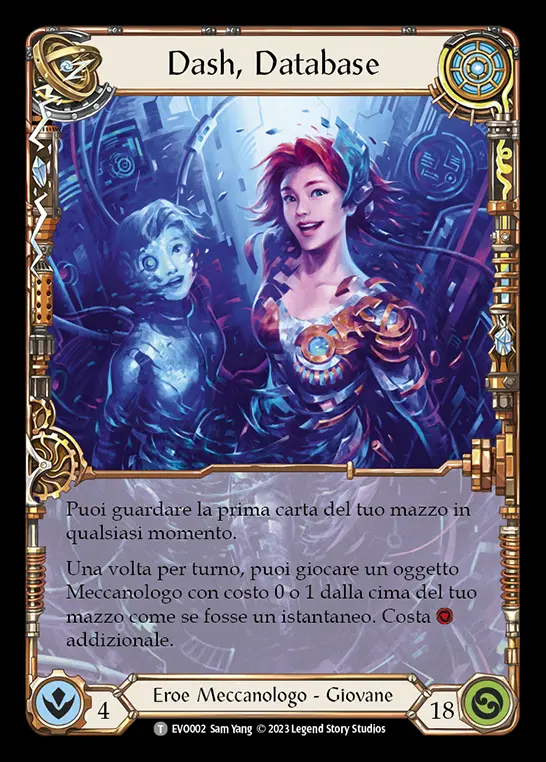 Dash, Database
Puoi guardare la prima carta del tuo mazzo in
qualsiasi momento.
Una volta per turno, puoi giocare un oggetto
Meccanologo con costo 0 o 1 dalla cima del tuo
mazzo come se fosse un istantaneo. Costa
addizionale.
4
Eroe Meccanologo - Giovane
18
T EVO002 Sam Yang © 2023 Legend Story Studios